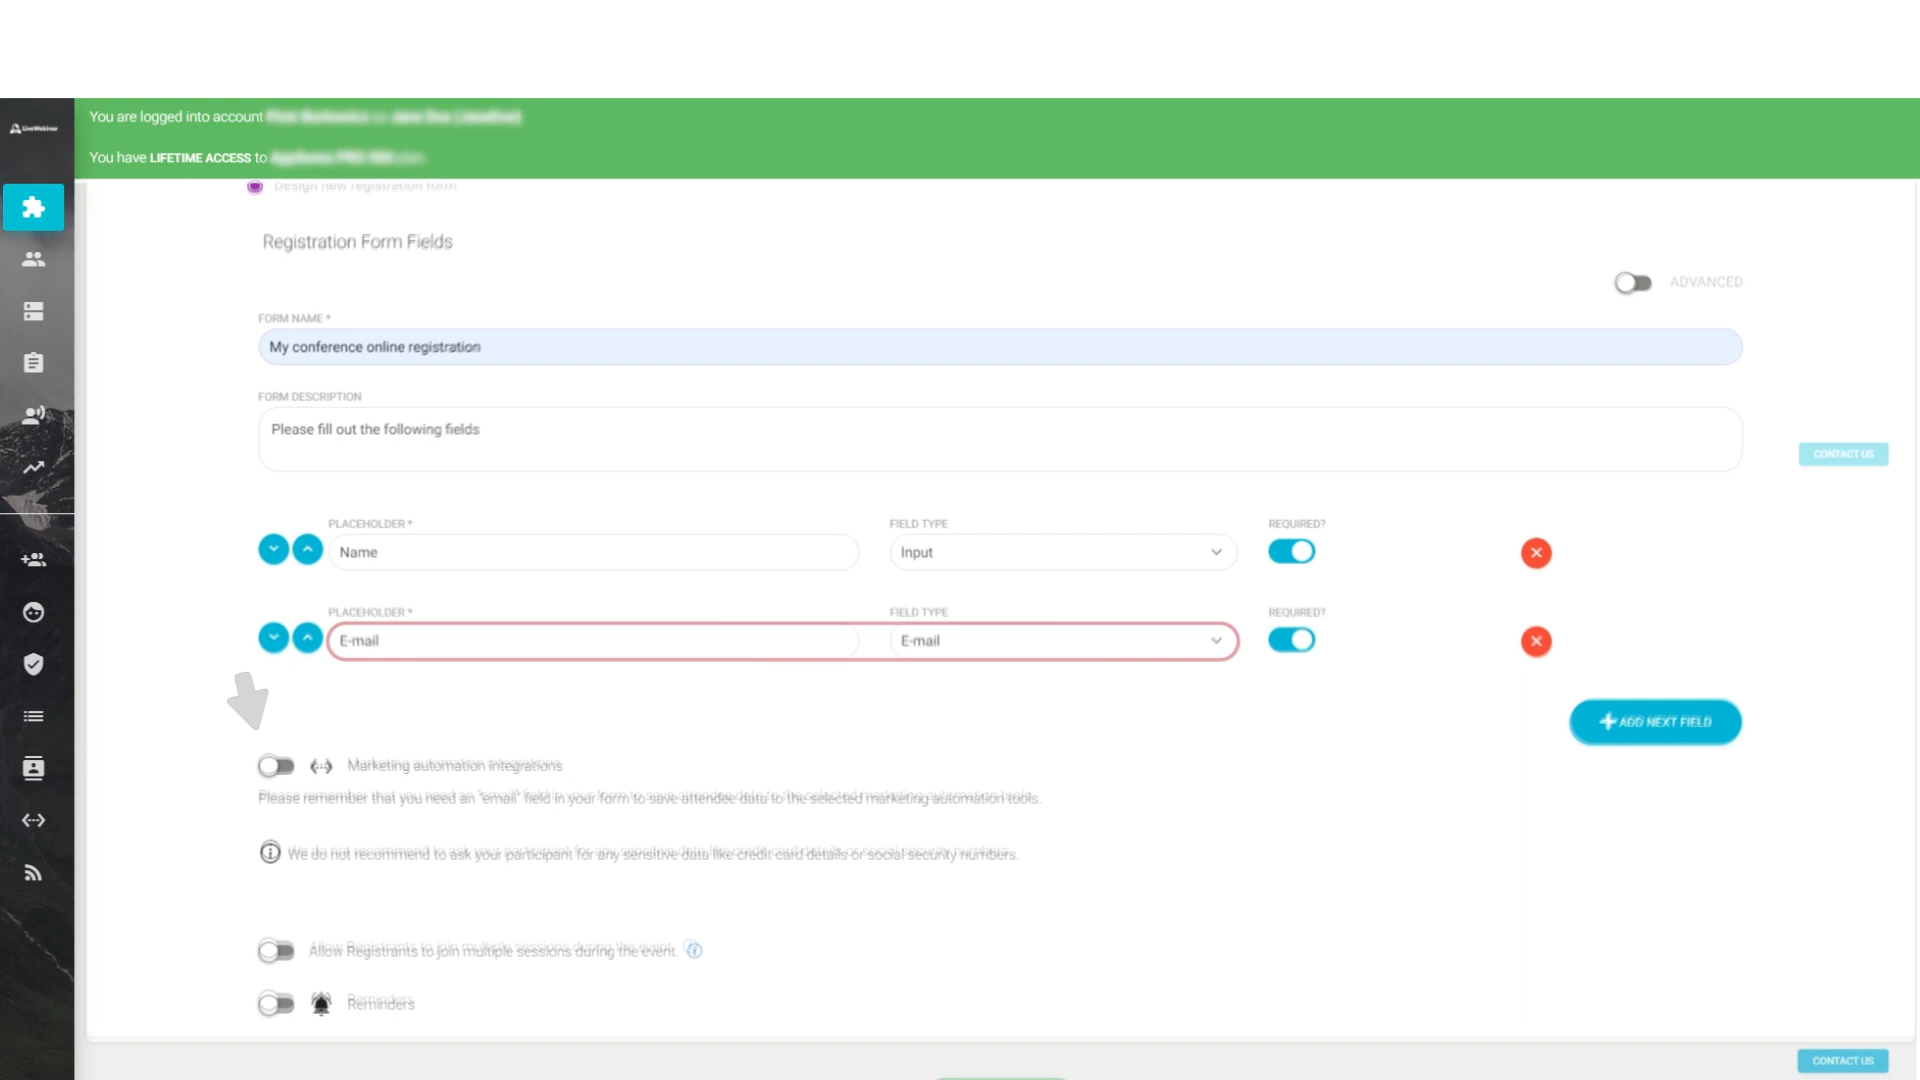 You are logged into account
LiveWebinar
You have LIFETIME ACCESS to
Design new registration form
Registration Form Fields
ADVANCED
FORM NAME *
My conference online registration
FORM DESCRIPTION
Please fill out the following fields
CONTACT US
PLACEHOLDER * FIELD TYPE REQUIRED?
Name Input
PLACEHOLDER * FIELD TYPE REQUIRED?
E-mail E-mail
ADD NEXT FIELD
Marketing automation integrations
Please remember that you need an "email" field in your form to save attendee data to the selected marketing automation tools.
We do not recommend to ask your participant for any sensitive data like credit card details or social security numbers.
Allow Registrants to join multiple sessions during the event.
Reminders
CONTACT US